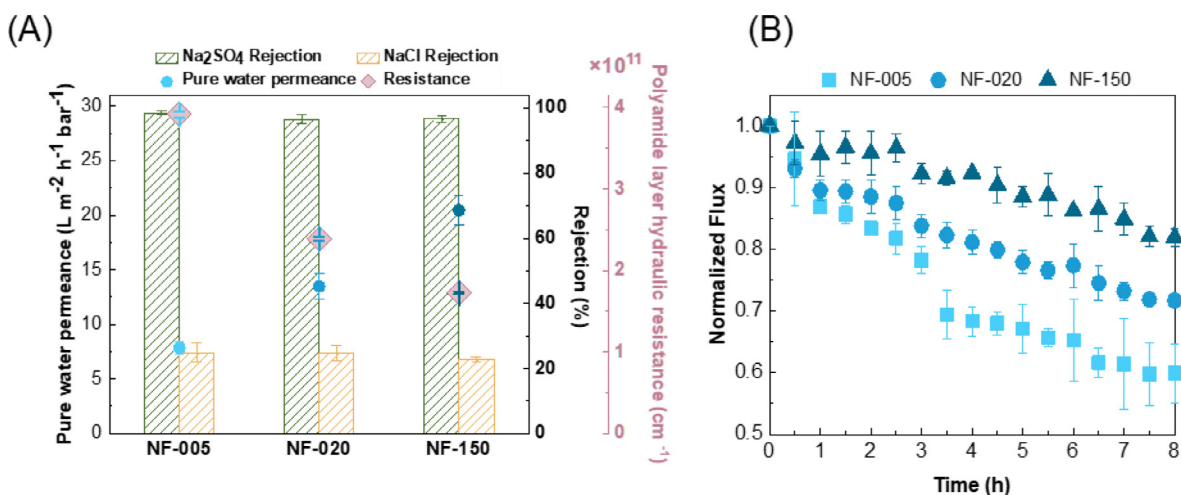 (A)
Na2SO4 Rejection
NaCl Rejection
Pure water permeance
Resistance
×10^11
Pure water permeance (L m-2 h-1 bar-1)
30
25
20
15
10
5
0
100
80
60
40
20
0
Rejection (%)
4
3
2
1
0
Polyamide layer hydraulic resistance (cm-1)
NF-005 NF-020 NF-150
(B)
NF-005 NF-020 NF-150
Normalized Flux
1.0
0.9
0.8
0.7
0.6
0.5
0 1 2 3 4 5 6 7 8
Time (h)